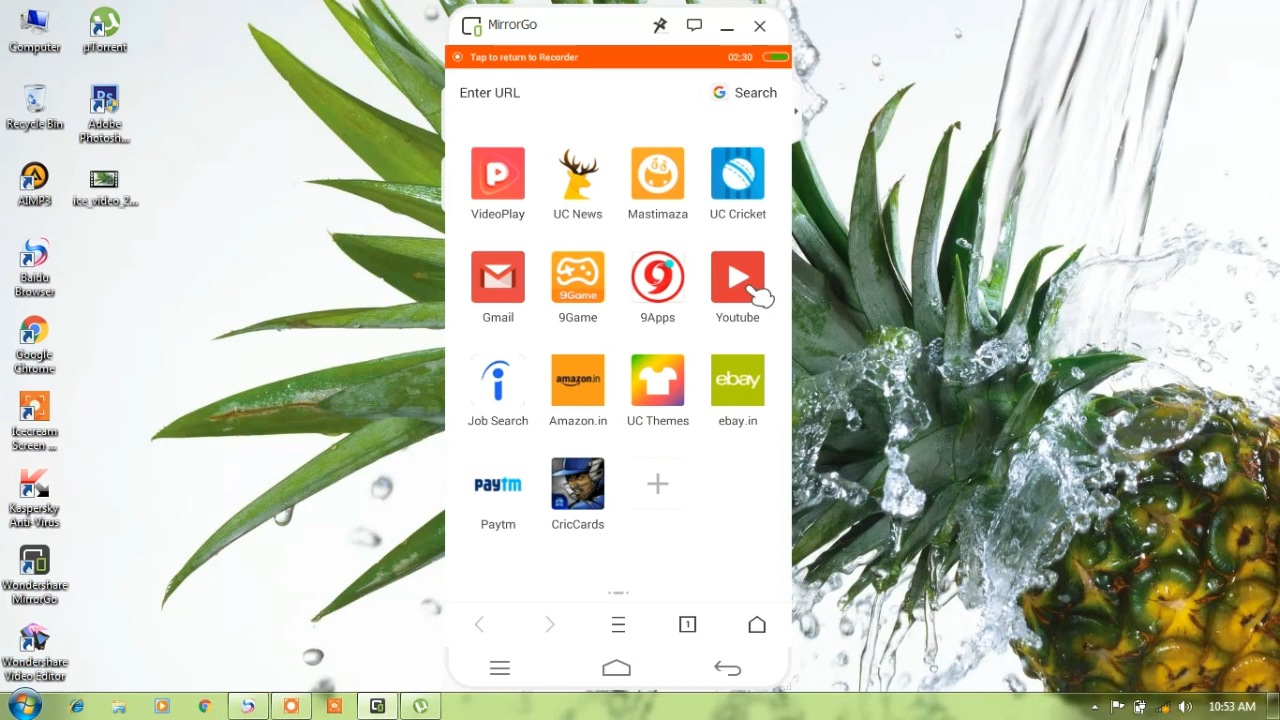 Computer
µTorrent
Recycle Bin
Adobe
Photosh...
AIMP3
ice_video_2...
Baidu
Browser
Google
Chrome
Icecream
Screen ...
Kaspersky
Anti-Virus
Wondershare
MirrorGo
Wondershare
Video Editor
MirrorGo
Tap to return to Recorder
02:30
Enter URL
Search
VideoPlay
UC News
Mastimaza
UC Cricket
9Game
Gmail
9Game
9Apps
Youtube
amazon.in
ebay
Job Search
Amazon.in
UC Themes
ebay.in
paytm
Paytm
CricCards
1
10:53 AM